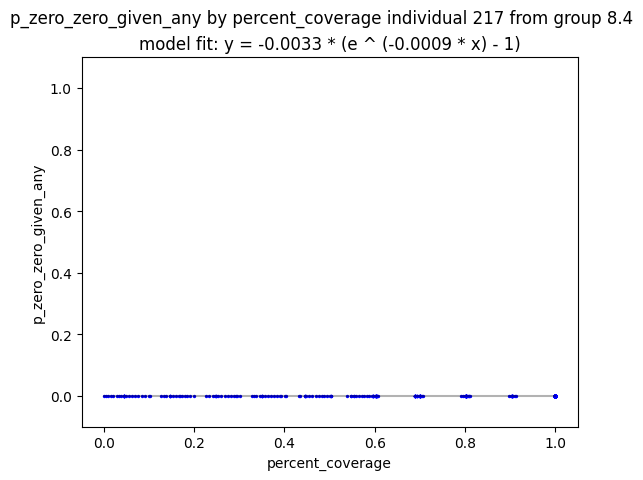 p_zero_zero_given_any by percent_coverage individual 217 from group 8.4
model fit: y = -0.0033 * (e ^ (-0.0009 * x) - 1)
1.0
0.8
0.6
0.4
0.2
0.0
p_zero_zero_given_any
0.0 0.2 0.4 0.6 0.8 1.0
percent_coverage